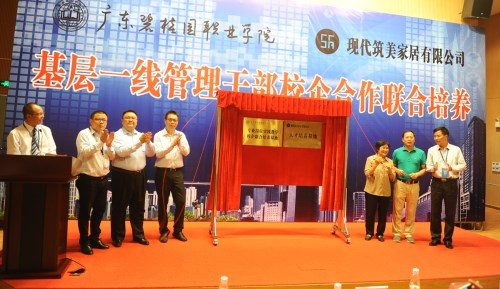 广东碧桂园职业学院
现代筑美家居有限公司
基层一线管理干部校企合作联合培养